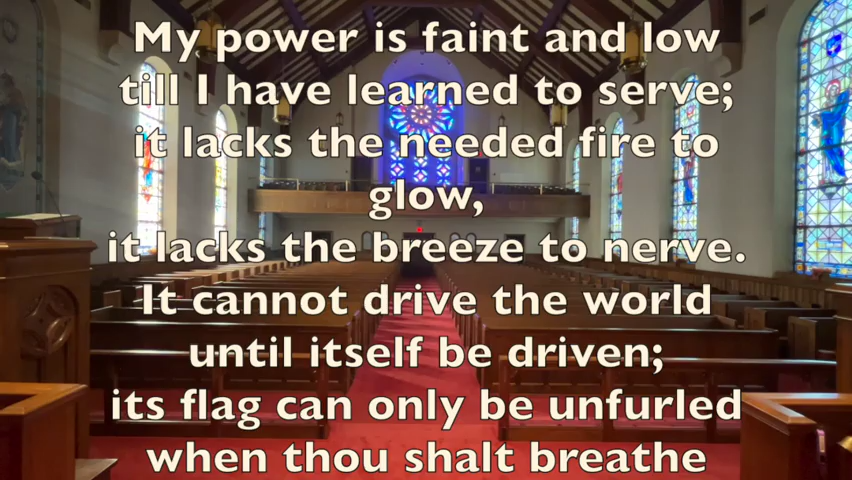 My power is faint and low
till I have learned to serve;
it lacks the needed fire to
glow,
it lacks the breeze to nerve.
It cannot drive the world
until itself be driven;
its flag can only be unfurled
when thou shalt breathe